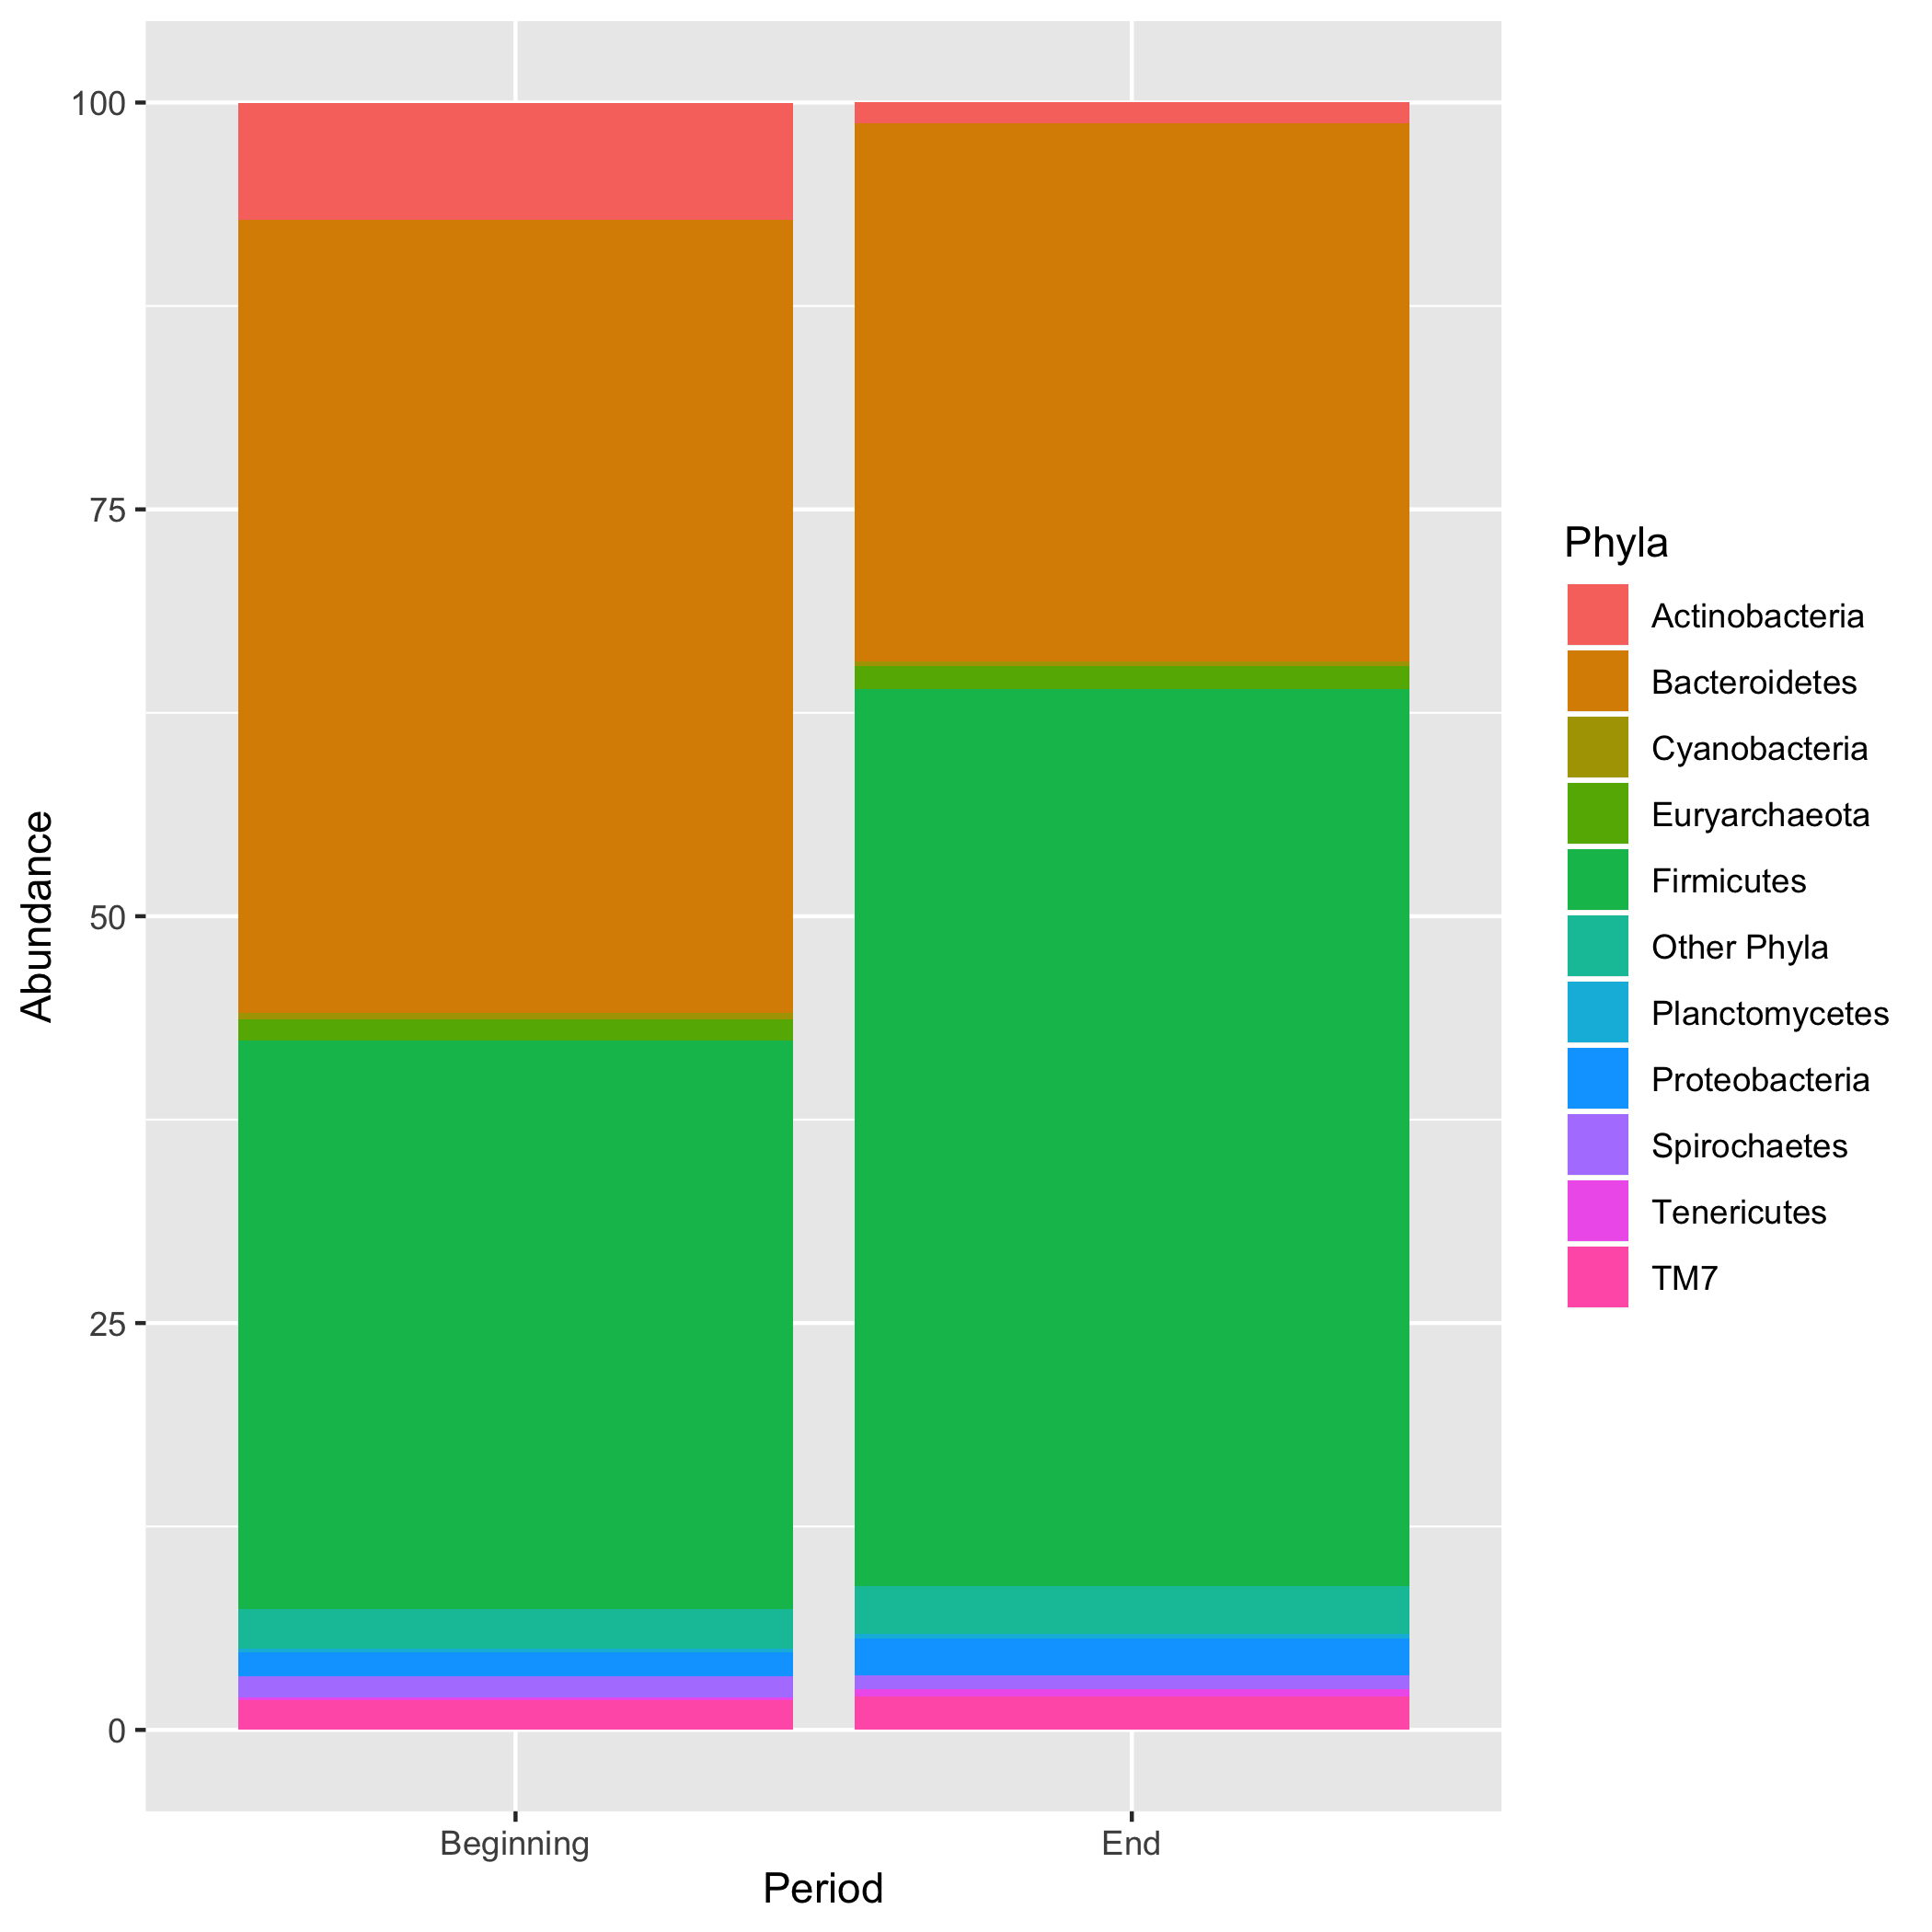 100
75
50
25
0
Abundance
Beginning
End
Period
Phyla
Actinobacteria
Bacteroidetes
Cyanobacteria
Euryarchaeota
Firmicutes
Other Phyla
Planctomycetes
Proteobacteria
Spirochaetes
Tenericutes
TM7